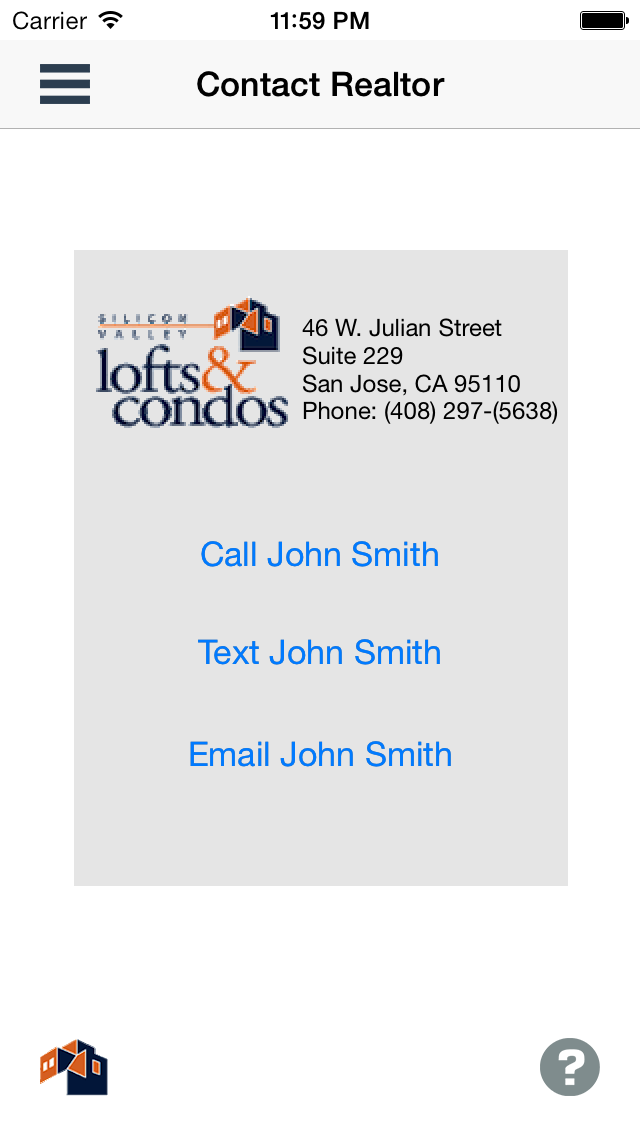 Carrier 11:59 PM
Contact Realtor
SILICON
VALLEY
lofts&
condos
46 W. Julian Street
Suite 229
San Jose, CA 95110
Phone: (408) 297-(5638)
Call John Smith
Text John Smith
Email John Smith
?